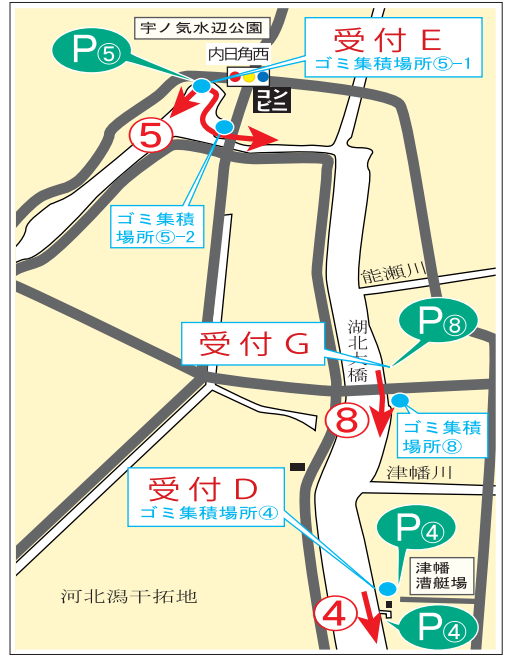 宇ノ気水辺公園
P⑤
内日角西
受付E
ゴミ集積場所⑤-1
コン
ビニ
⑤
ゴミ集積
場所⑤-2
能瀬川
P⑧
湖北大橋
受付G
⑧
ゴミ集積
場所⑧
津幡川
受付D
ゴミ集積場所④
P④
津幡
漕艇場
河北潟干拓地
④
P④